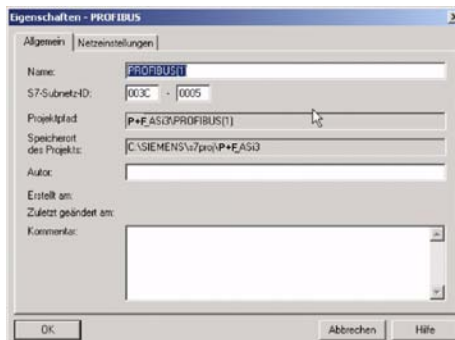 Eigenschaften - PROFIBUS
Allgemein Netzeinstellungen
Name: PROFIBUS(1)
S7-Subnetz-ID: 003C - 0005
Projektpfad: P+F_ASi3\PROFIBUS(1)
Speicherort
des Projekts: C:\SIEMENS\s7proj\P+F_ASi3
Autor:
Erstellt am:
Zuletzt geändert am:
Kommentar:
OK Abbrechen Hilfe